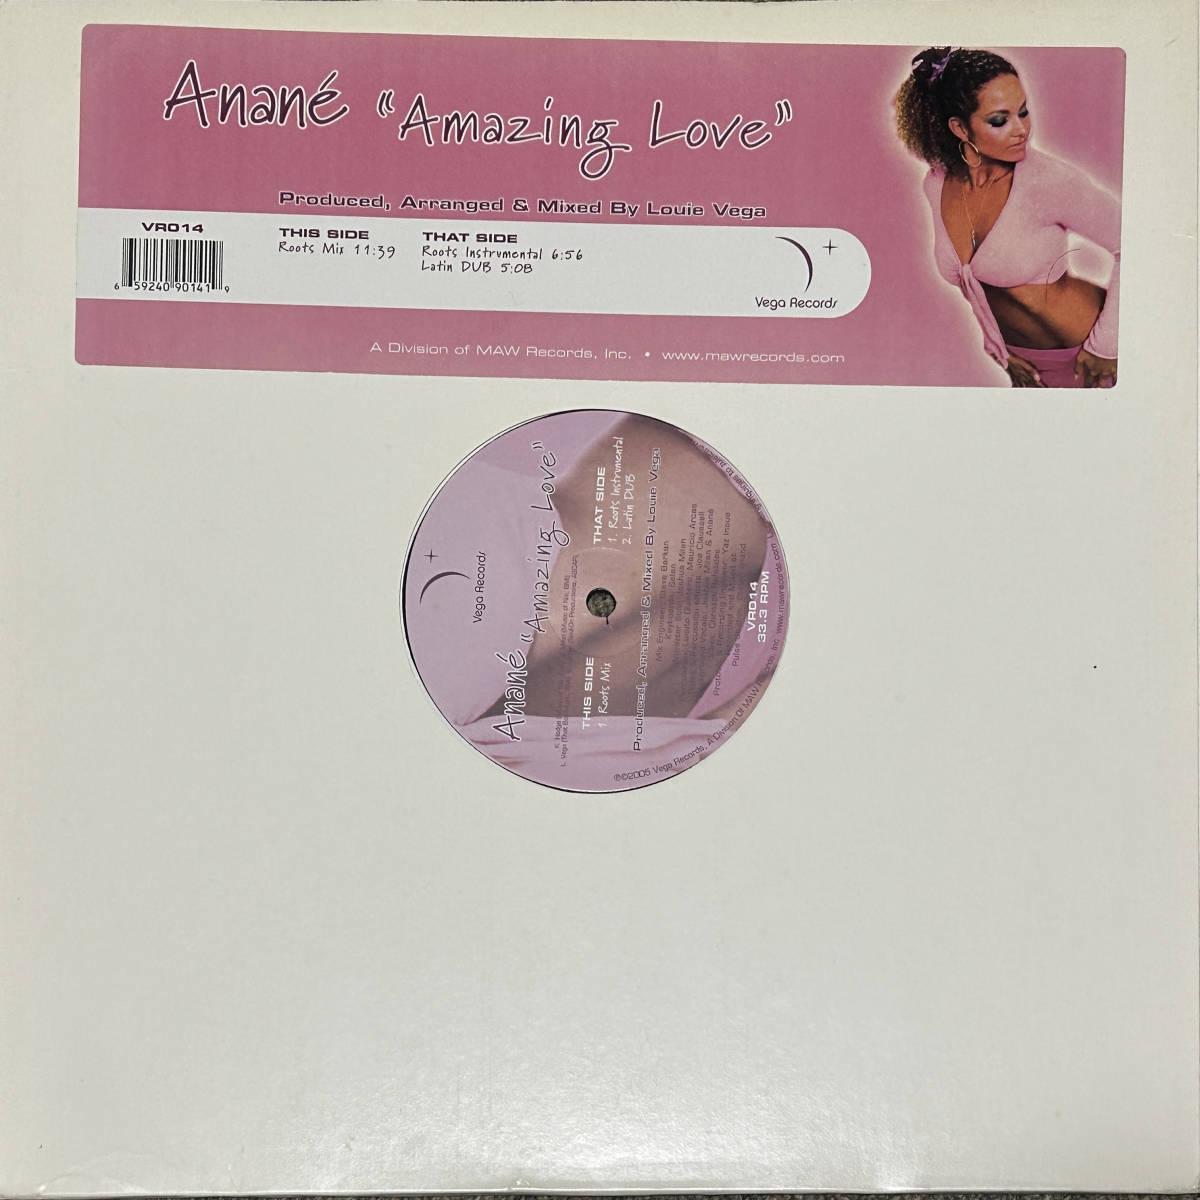 Anané "Amazing Love"
Produced, Arranged & Mixed By Louie Vega
VR014
6 59240 90141 9
THIS SIDE
Roots Mix 11:39
THAT SIDE
Roots Instrumental 6:56
Latin DUB 5:08
Vega Records
A Division of MAW Records, Inc. • www.mawrecords.com
Vega Records
Anané "Amazing Love"
THIS SIDE
1. Roots Mix
THAT SIDE
1. Roots Instrumental
2. Latin DUB
Produced, Arranged & Mixed By Louie Vega
VR014
33.3 RPM
℗©2005 Vega Records, A Division Of MAW Records, Inc. www.mawrecords.com